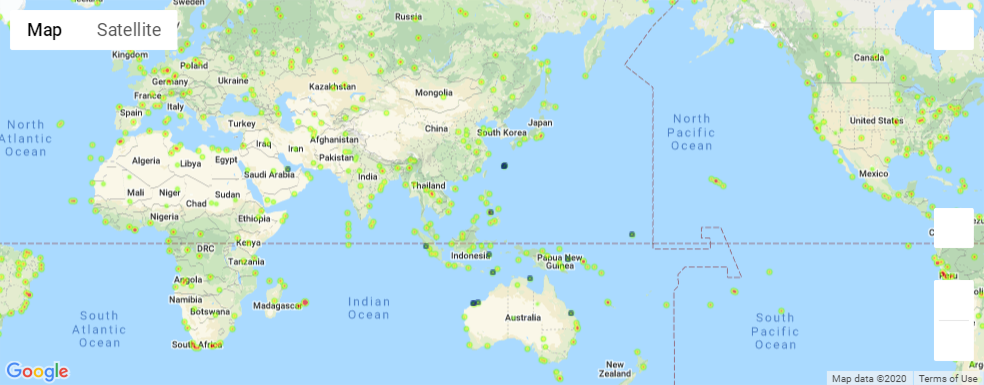 Map
Satellite
Sweden
Russia
Kingdom
Poland
Canada
Germany
Ukraine
France
Kazakhstan
Mongolia
Spain
Italy
Turkey
China
South Korea
Japan
North
Atlantic
Ocean
North
Pacific
Ocean
United States
Iraq
Iran
Afghanistan
Pakistan
Algeria
Libya
Egypt
Saudi Arabia
India
Thailand
Mexico
Mali
Niger
Chad
Sudan
Nigeria
Ethiopia
DRC
Kenya
Tanzania
Indonesia
Papua New
Guinea
Peru
Angola
Namibia
Botswana
Madagascar
Indian
Ocean
Australia
South
Atlantic
Ocean
South
Pacific
Ocean
South Africa
New
Zealand
Google
Map data ©2020
Terms of Use